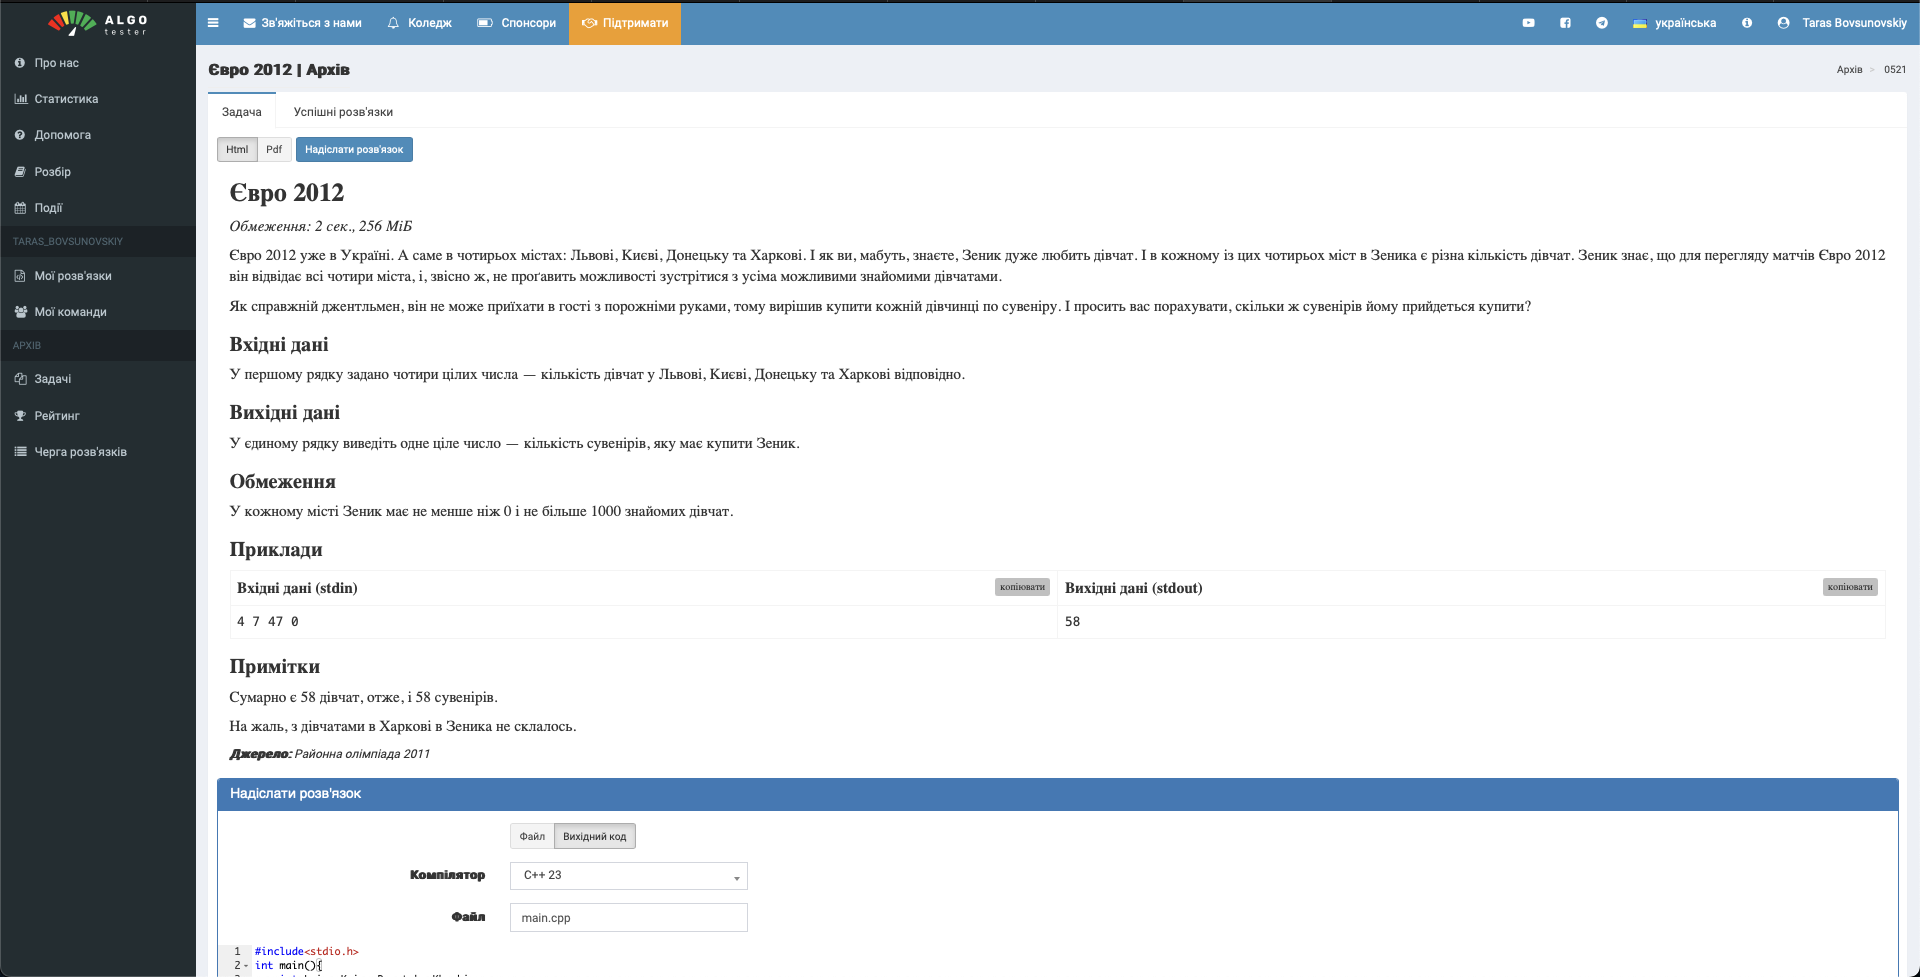 ALGO
tester
Зв'яжіться з нами
Коледж
Спонсори
Підтримати
українська
Taras Bovsunovskiy
Про нас
Статистика
Допомога
Розбір
Події
TARAS_BOVSUNOVSKIY
Мої розв'язки
Мої команди
АРХІВ
Задачі
Рейтинг
Черга розв'язків
Євро 2012 | Архів
Архів > 0521
Задача
Успішні розв'язки
Html
Pdf
Надіслати розв'язок
Євро 2012
Обмеження: 2 сек., 256 МіБ
Євро 2012 уже в Україні. А саме в чотирьох містах: Львові, Києві, Донецьку та Харкові. І як ви, мабуть, знаєте, Зеник дуже любить дівчат. І в кожному із цих чотирьох міст в Зеника є різна кількість дівчат. Зеник знає, що для перегляду матчів Євро 2012
він відвідає всі чотири міста, і, звісно ж, не проґавить можливості зустрітися з усіма можливими знайомими дівчатами.
Як справжній джентльмен, він не може приїхати в гості з порожніми руками, тому вирішив купити кожній дівчинці по сувеніру. І просить вас порахувати, скільки ж сувенірів йому прийдеться купити?
Вхідні дані
У першому рядку задано чотири цілих числа — кількість дівчат у Львові, Києві, Донецьку та Харкові відповідно.
Вихідні дані
У єдиному рядку виведіть одне ціле число — кількість сувенірів, яку має купити Зеник.
Обмеження
У кожному місті Зеник має не менше ніж 0 і не більше 1000 знайомих дівчат.
Приклади
Вхідні дані (stdin)
копіювати
Вихідні дані (stdout)
копіювати
4 7 47 0
58
Примітки
Сумарно є 58 дівчат, отже, і 58 сувенірів.
На жаль, з дівчатами в Харкові в Зеника не склалось.
Джерело: Районна олімпіада 2011
Надіслати розв'язок
Файл
Вихідний код
Компілятор
C++ 23
Файл
main.cpp
1 #include<stdio.h>
2 int main(){